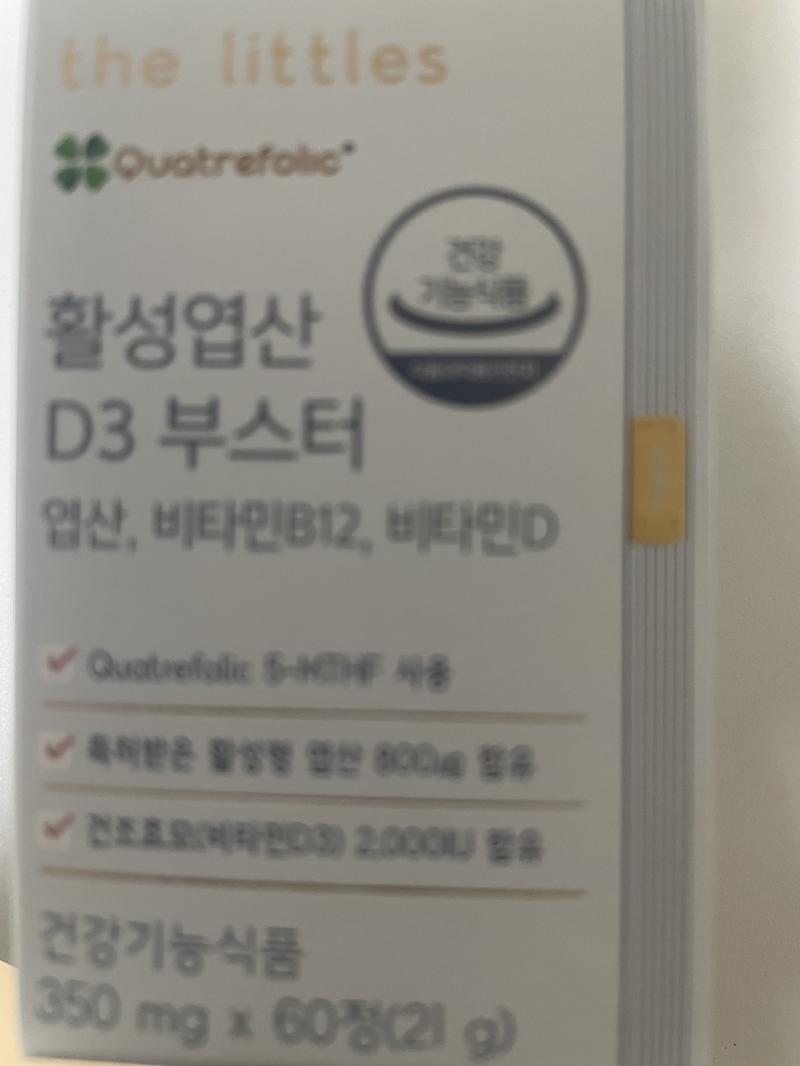 the littles
Quatrefolic
건강
기능식품
활성엽산
D3 부스터
엽산, 비타민B12, 비타민D
Quatrefolic 5-MTHF 사용
특허받은 활성형 엽산 800㎍ 함유
건조효모(비타민D3) 2,000IU 함유
건강기능식품
350 mg x 60정(21 g)